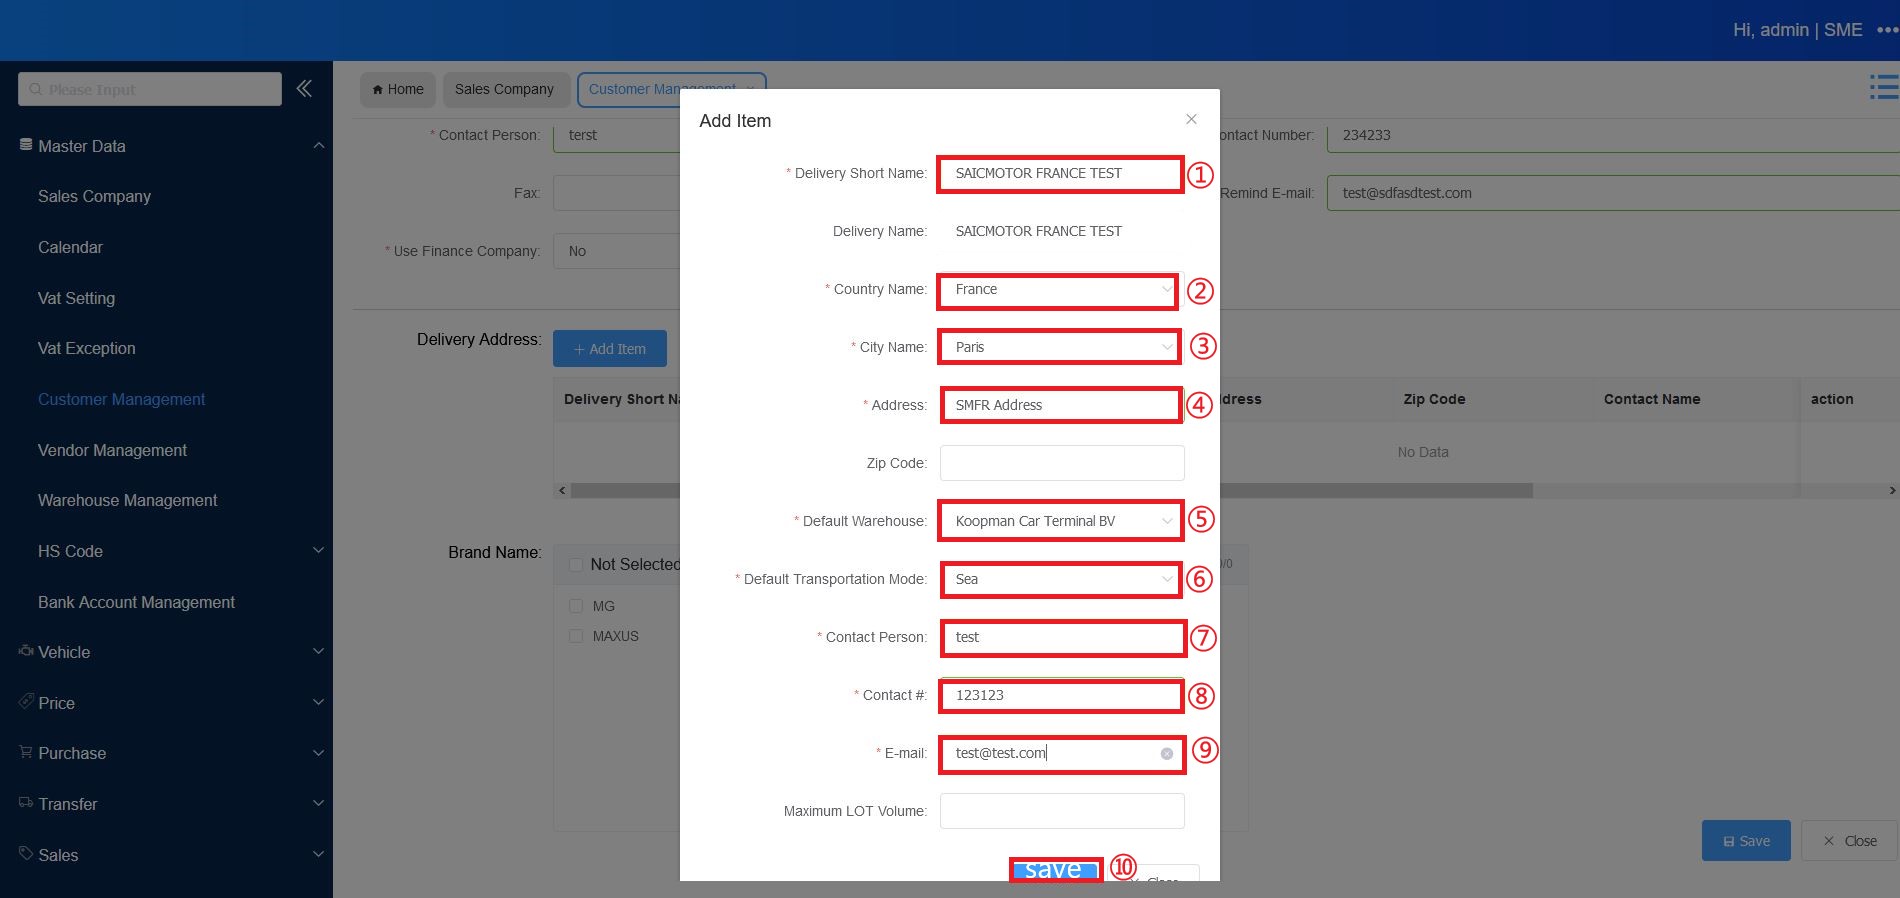 Hi, admin | SME •••
Please Input
Home
Sales Company
Customer Management
Master Data
Sales Company
Calendar
Vat Setting
Vat Exception
Customer Management
Vendor Management
Warehouse Management
HS Code
Bank Account Management
Vehicle
Price
Purchase
Transfer
Sales
* Contact Person: terst
ontact Number: 234233
Fax:
Remind E-mail: test@sdfasdtest.com
* Use Finance Company: No
Delivery Address: + Add Item
Delivery Short N
dress
Zip Code
Contact Name
action
No Data
Brand Name:
Not Selected
0/0
MG
MAXUS
Save
Close
Add Item
* Delivery Short Name: SAICMOTOR FRANCE TEST ①
Delivery Name: SAICMOTOR FRANCE TEST
* Country Name: France ②
* City Name: Paris ③
* Address: SMFR Address ④
Zip Code:
* Default Warehouse: Koopman Car Terminal BV ⑤
* Default Transportation Mode: Sea ⑥
* Contact Person: test ⑦
* Contact #: 123123 ⑧
* E-mail: test@test.com ⑨
Maximum LOT Volume:
save ⑩
Close